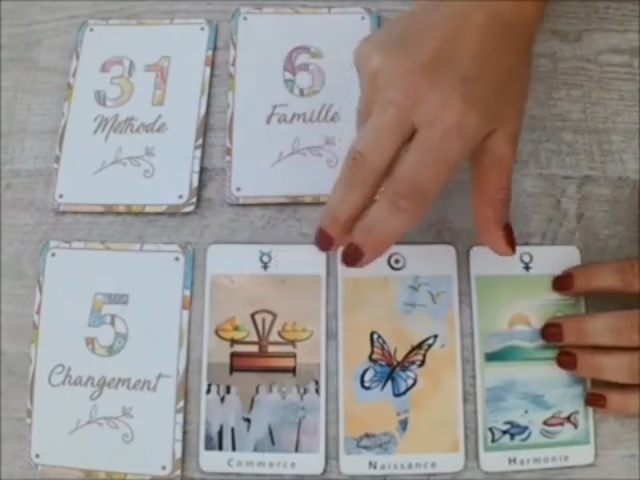 31
Méthode
6
Famille
5
Changement
Commerce
Naissance
Harmonie